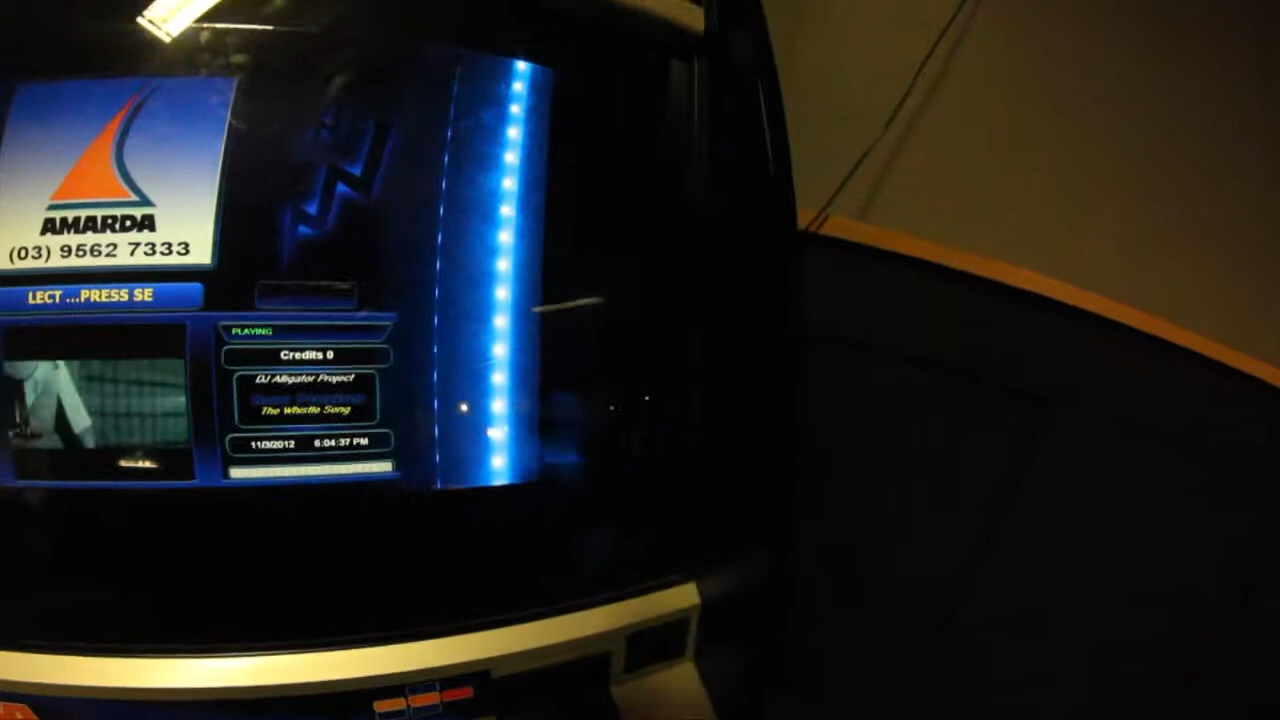 AMARDA
(03) 9562 7333
LECT ...PRESS SE
PLAYING
Credits 0
DJ Alligator Project
The Whistle Song
11/3/2012 6:04:37 PM